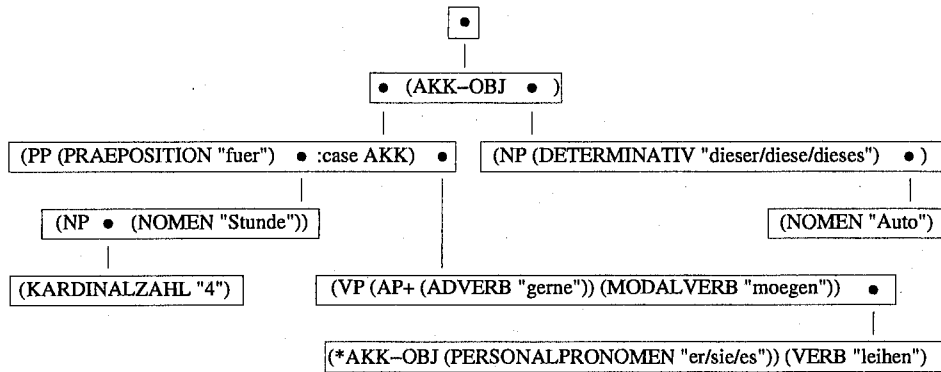 •
• (AKK–OBJ • )
(PP (PRAEPOSITION "fuer") • :case AKK) •
(NP (DETERMINATIV "dieser/diese/dieses") • )
(NP • (NOMEN "Stunde"))
(NOMEN "Auto")
(KARDINALZAHL "4")
(VP (AP+ (ADVERB "gerne")) (MODALVERB "moegen")) •
(*AKK–OBJ (PERSONALPRONOMEN "er/sie/es")) (VERB "leihen")